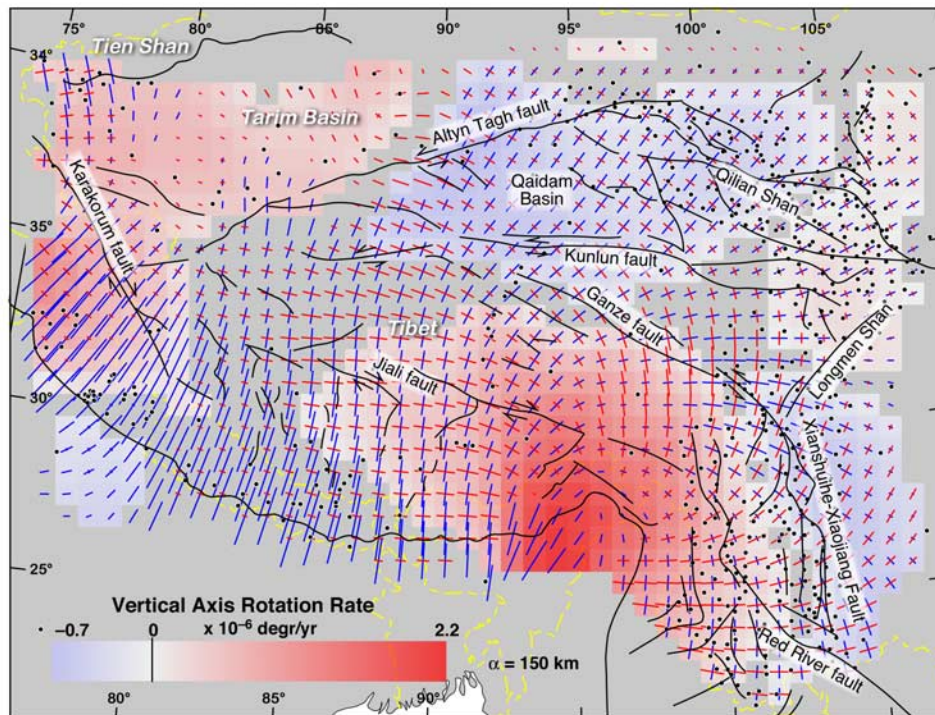 75° 80° 85° 90° 95° 100° 105°
34°
Tien Shan
Tarim Basin
Altyn Tagh fault
Karakorum fault
Qaidam
Basin
Qilian Shan
35°
Kunlun fault
Ganze fault
Tibet
Jiali fault
Longmen Shan
30°
Xianshuihe-Xiaojiang Fault
25°
Vertical Axis Rotation Rate
−0.7 0 x 10⁻⁶ degr/yr 2.2
α = 150 km
Red River fault
80° 85° 90°